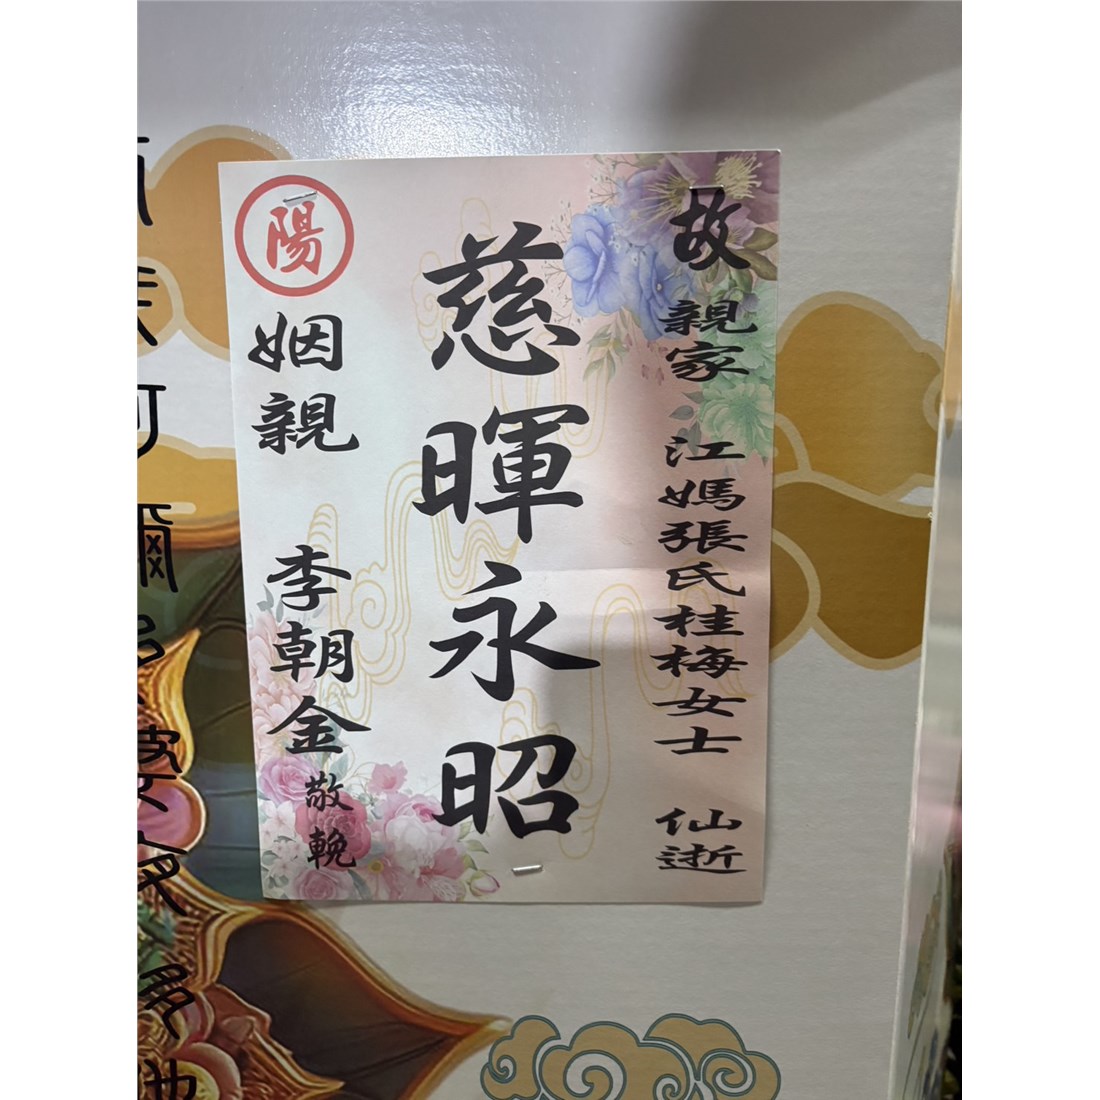 故 親家 江媽張氏桂梅女士 仙逝
慈暉永昭
陽
姻親 李朝金 敬輓